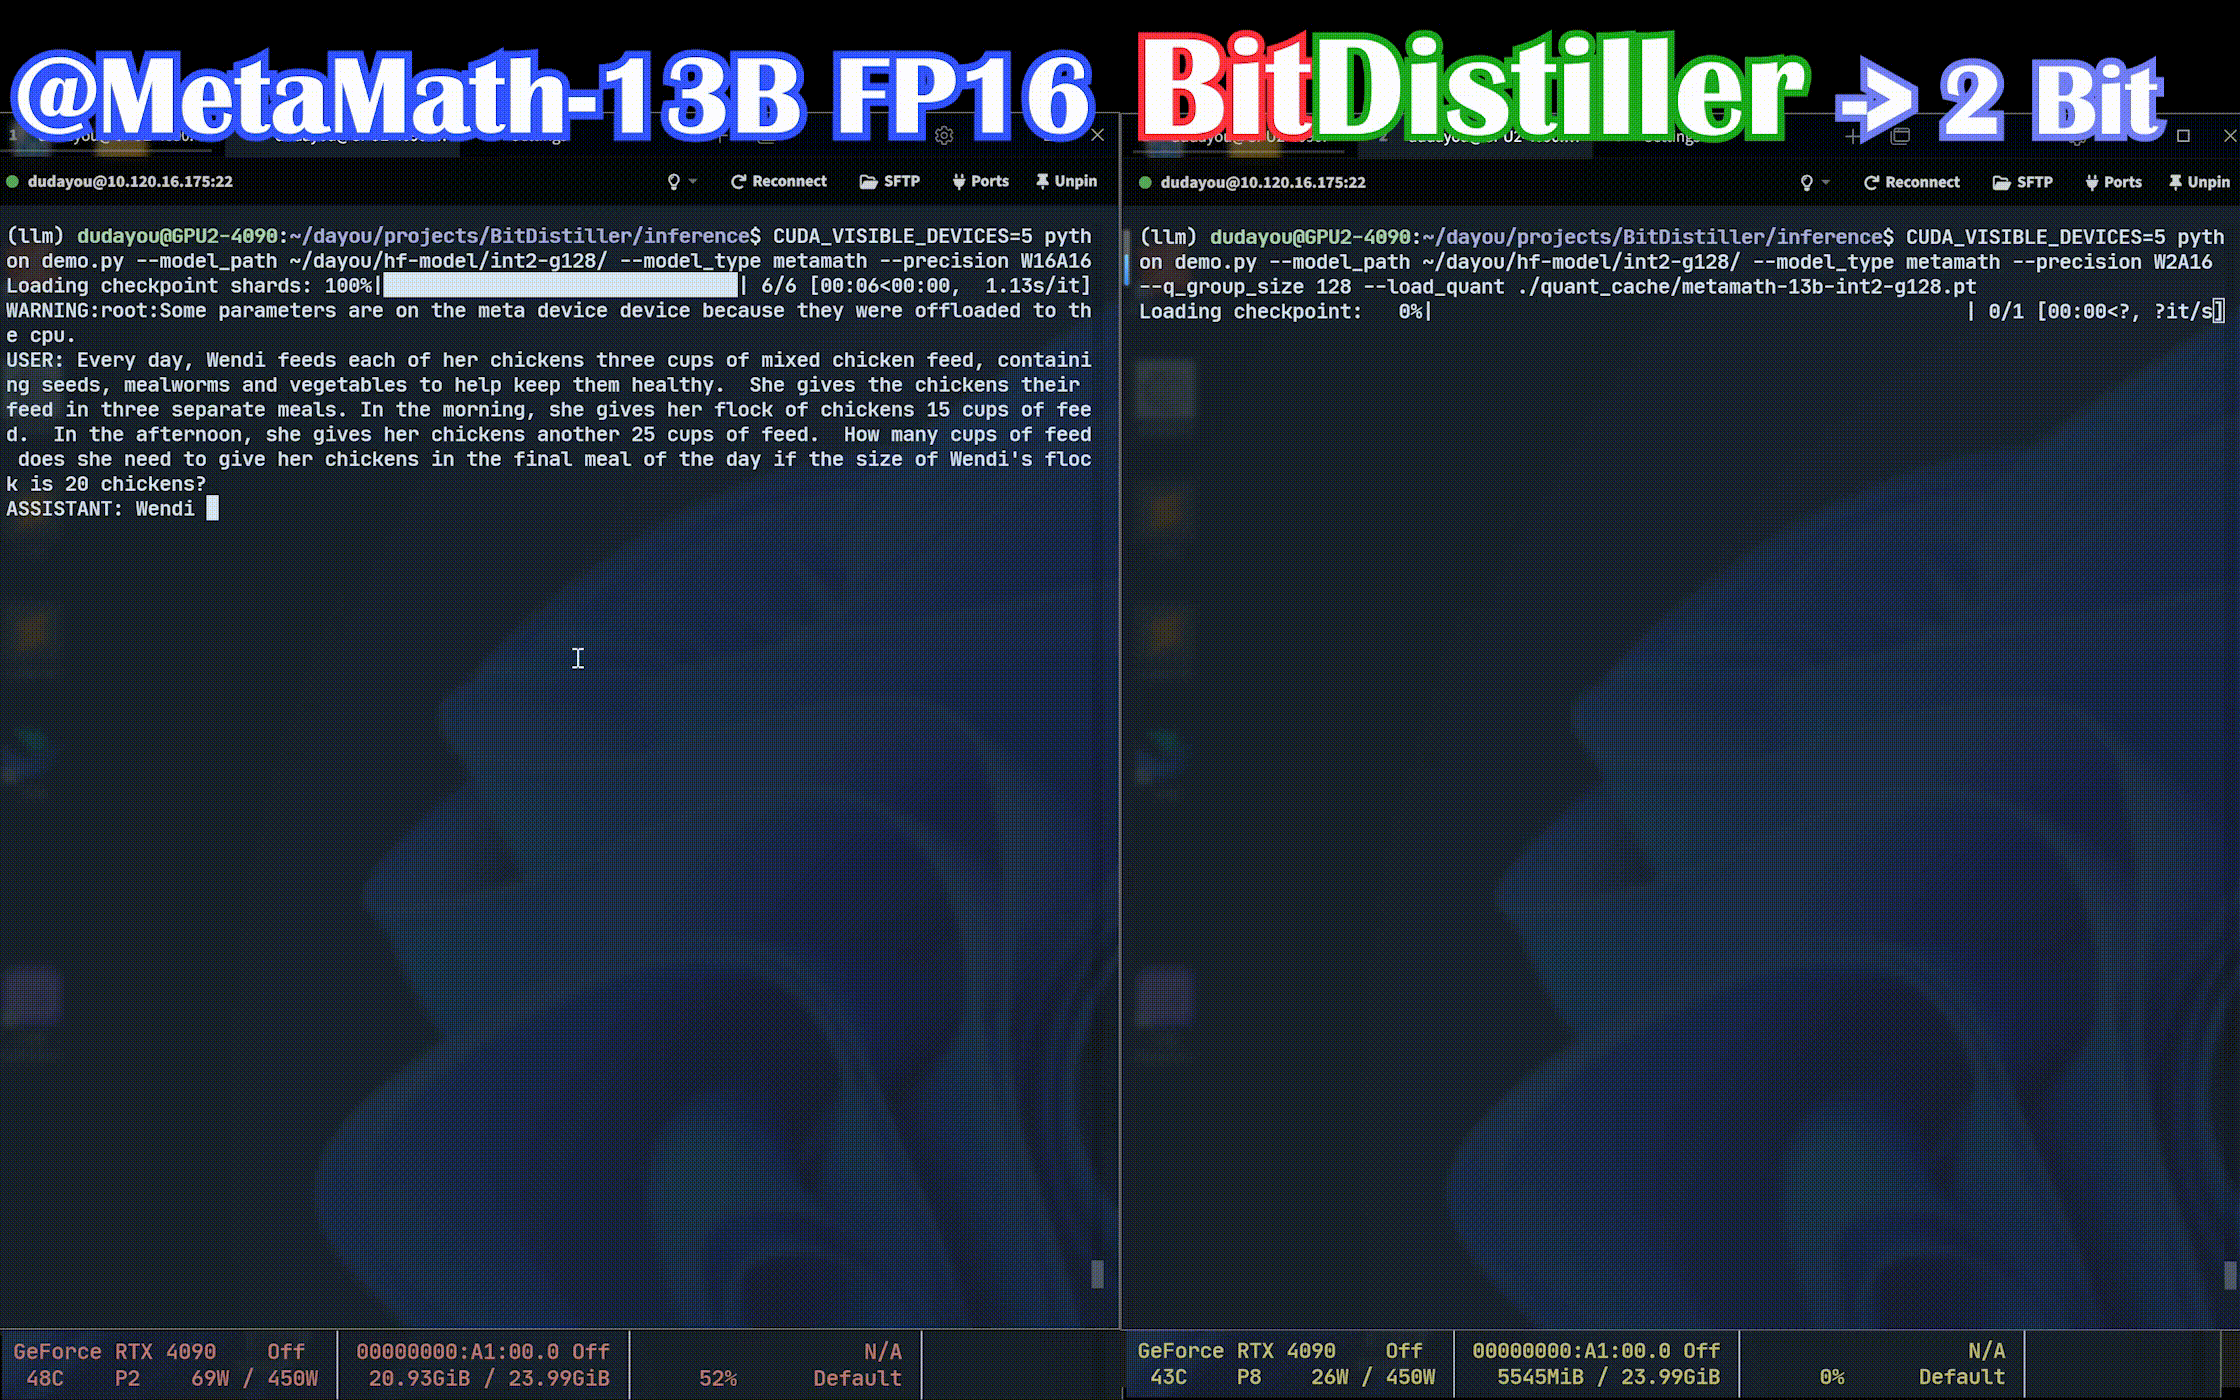 @MetaMath-13B FP16
BitDistiller -> 2 Bit
1
dudayou@10.120.16.175:22
Reconnect SFTP Ports Unpin
(llm) dudayou@GPU2-4090:~/dayou/projects/BitDistiller/inference$ CUDA_VISIBLE_DEVICES=5 pyth
on demo.py --model_path ~/dayou/hf-model/int2-g128/ --model_type metamath --precision W16A16
Loading checkpoint shards: 100%| | 6/6 [00:06<00:00, 1.13s/it]
WARNING:root:Some parameters are on the meta device device because they were offloaded to th
e cpu.
USER: Every day, Wendi feeds each of her chickens three cups of mixed chicken feed, containi
ng seeds, mealworms and vegetables to help keep them healthy.  She gives the chickens their
feed in three separate meals. In the morning, she gives her flock of chickens 15 cups of fee
d.  In the afternoon, she gives her chickens another 25 cups of feed.  How many cups of feed
 does she need to give her chickens in the final meal of the day if the size of Wendi's floc
k is 20 chickens?
ASSISTANT: Wendi
GeForce RTX 4090 Off 00000000:A1:00.0 Off N/A
48C P2 69W / 450W 20.93GiB / 23.99GiB 52% Default
dudayou@10.120.16.175:22
Reconnect SFTP Ports Unpin
(llm) dudayou@GPU2-4090:~/dayou/projects/BitDistiller/inference$ CUDA_VISIBLE_DEVICES=5 pyth
on demo.py --model_path ~/dayou/hf-model/int2-g128/ --model_type metamath --precision W2A16
--q_group_size 128 --load_quant ./quant_cache/metamath-13b-int2-g128.pt
Loading checkpoint:   0%| | 0/1 [00:00<?, ?it/s]
GeForce RTX 4090 Off 00000000:A1:00.0 Off N/A
43C P8 26W / 450W 5545MiB / 23.99GiB 0% Default